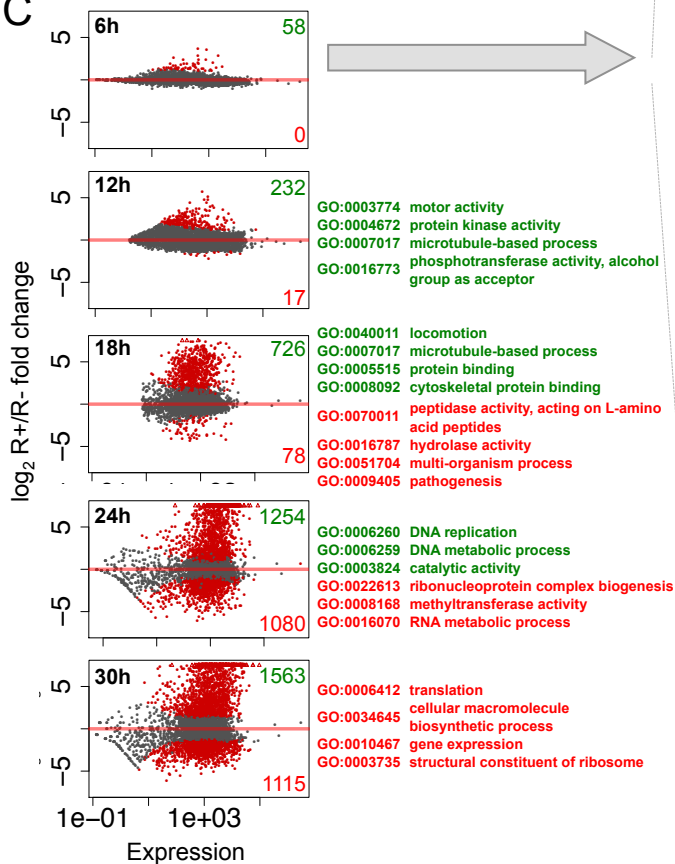 C
6h
58
5
-5
0
12h
232
5
-5
17
GO:0003774 motor activity
GO:0004672 protein kinase activity
GO:0007017 microtubule-based process
GO:0016773 phosphotransferase activity, alcohol
group as acceptor
18h
726
5
-5
78
GO:0040011 locomotion
GO:0007017 microtubule-based process
GO:0005515 protein binding
GO:0008092 cytoskeletal protein binding
GO:0070011 peptidase activity, acting on L-amino
acid peptides
GO:0016787 hydrolase activity
GO:0051704 multi-organism process
GO:0009405 pathogenesis
24h
1254
5
-5
1080
GO:0006260 DNA replication
GO:0006259 DNA metabolic process
GO:0003824 catalytic activity
GO:0022613 ribonucleoprotein complex biogenesis
GO:0008168 methyltransferase activity
GO:0016070 RNA metabolic process
30h
1563
5
-5
1115
GO:0006412 translation
GO:0034645 cellular macromolecule
biosynthetic process
GO:0010467 gene expression
GO:0003735 structural constituent of ribosome
log2 R+/R- fold change
1e−01 1e+03
Expression